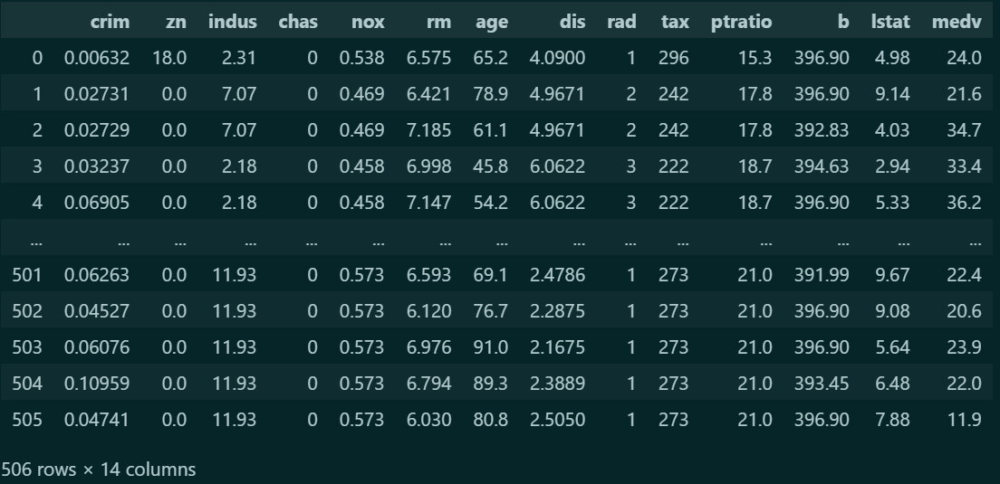 crim zn indus chas nox rm age dis rad tax ptratio b lstat medv
0 0.00632 18.0 2.31 0 0.538 6.575 65.2 4.0900 1 296 15.3 396.90 4.98 24.0
1 0.02731 0.0 7.07 0 0.469 6.421 78.9 4.9671 2 242 17.8 396.90 9.14 21.6
2 0.02729 0.0 7.07 0 0.469 7.185 61.1 4.9671 2 242 17.8 392.83 4.03 34.7
3 0.03237 0.0 2.18 0 0.458 6.998 45.8 6.0622 3 222 18.7 394.63 2.94 33.4
4 0.06905 0.0 2.18 0 0.458 7.147 54.2 6.0622 3 222 18.7 396.90 5.33 36.2
... ... ... ... ... ... ... ... ... ... ... ... ... ... ...
501 0.06263 0.0 11.93 0 0.573 6.593 69.1 2.4786 1 273 21.0 391.99 9.67 22.4
502 0.04527 0.0 11.93 0 0.573 6.120 76.7 2.2875 1 273 21.0 396.90 9.08 20.6
503 0.06076 0.0 11.93 0 0.573 6.976 91.0 2.1675 1 273 21.0 396.90 5.64 23.9
504 0.10959 0.0 11.93 0 0.573 6.794 89.3 2.3889 1 273 21.0 393.45 6.48 22.0
505 0.04741 0.0 11.93 0 0.573 6.030 80.8 2.5050 1 273 21.0 396.90 7.88 11.9
506 rows × 14 columns